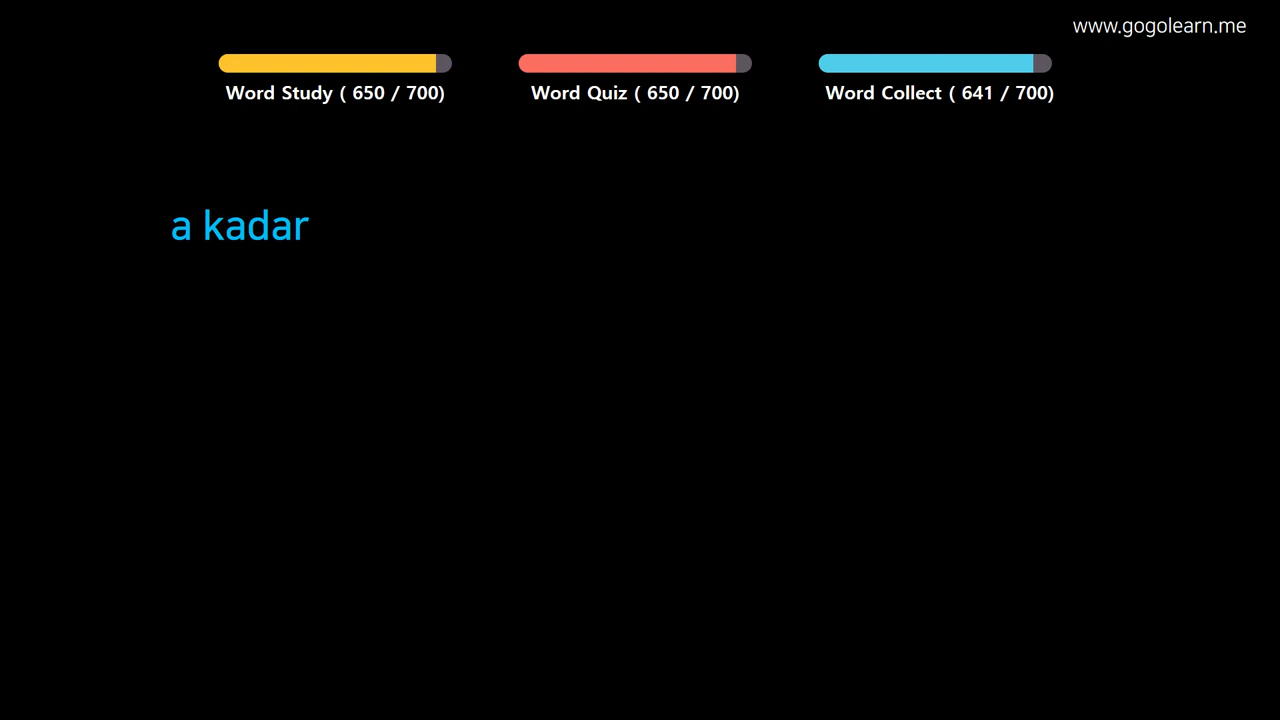 www.gogolearn.me
Word Study ( 650 / 700)
Word Quiz ( 650 / 700)
Word Collect ( 641 / 700)
a kadar